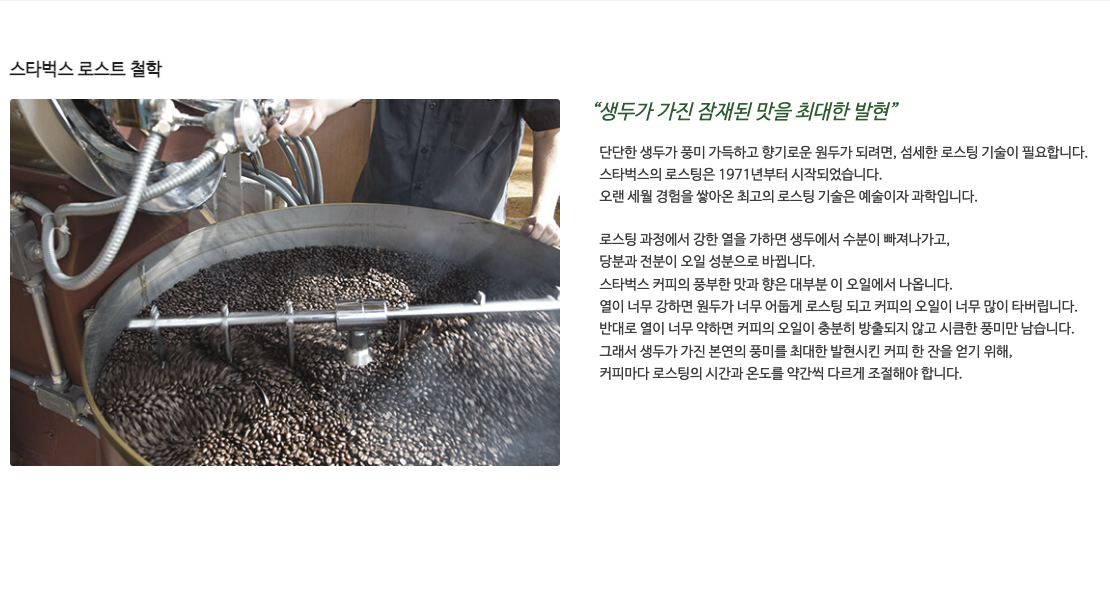 스타벅스 로스트 철학
“생두가 가진 잠재된 맛을 최대한 발현”
단단한 생두가 풍미 가득하고 향기로운 원두가 되려면, 섬세한 로스팅 기술이 필요합니다.
스타벅스의 로스팅은 1971년부터 시작되었습니다.
오랜 세월 경험을 쌓아온 최고의 로스팅 기술은 예술이자 과학입니다.
로스팅 과정에서 강한 열을 가하면 생두에서 수분이 빠져나가고,
당분과 전분이 오일 성분으로 바뀝니다.
스타벅스 커피의 풍부한 맛과 향은 대부분 이 오일에서 나옵니다.
열이 너무 강하면 원두가 너무 어둡게 로스팅 되고 커피의 오일이 너무 많이 타버립니다.
반대로 열이 너무 약하면 커피의 오일이 충분히 방출되지 않고 시큼한 풍미만 남습니다.
그래서 생두가 가진 본연의 풍미를 최대한 발현시킨 커피 한 잔을 얻기 위해,
커피마다 로스팅의 시간과 온도를 약간씩 다르게 조절해야 합니다.